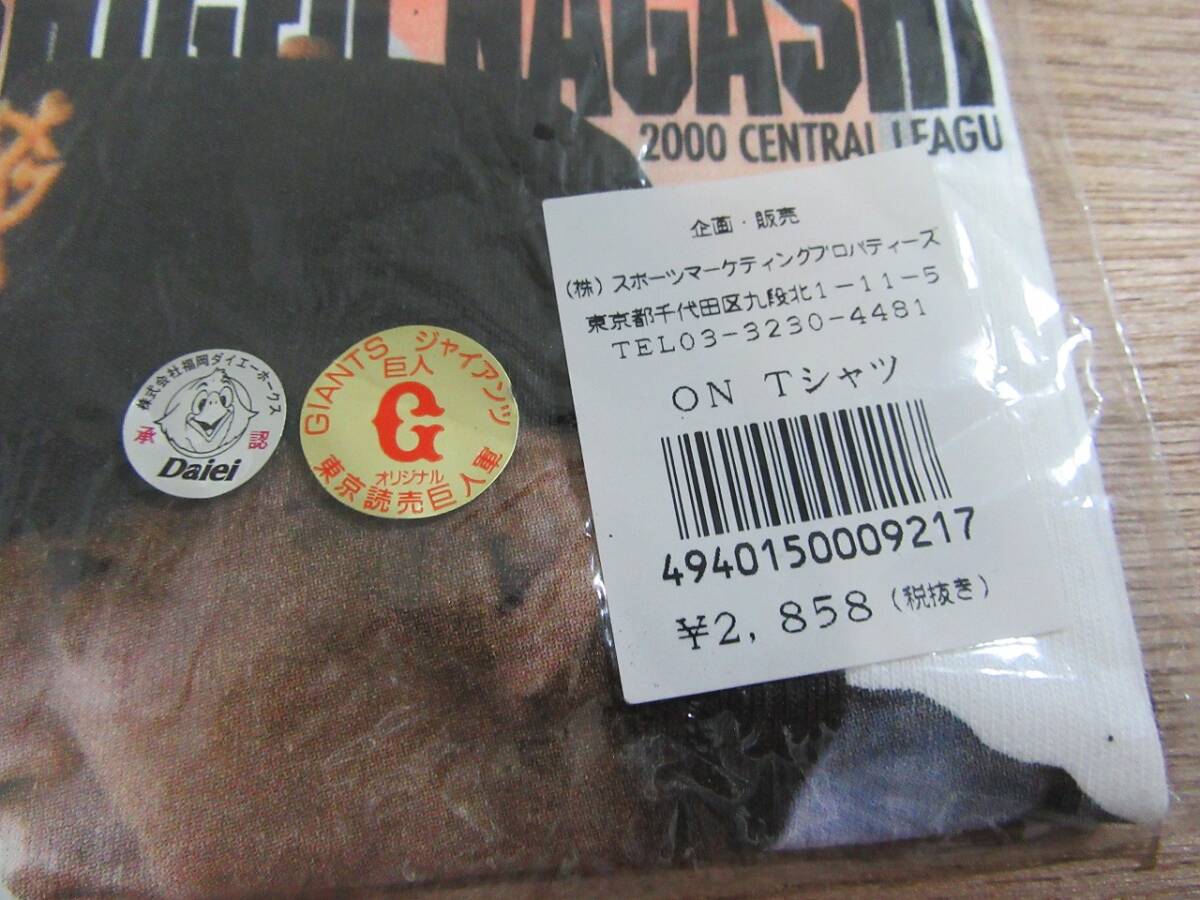 2000 CENTRAL LEAGU
企画・販売
(株)スポーツマーケティングプロパティーズ
東京都千代田区九段北1-11-5
TEL03-3230-4481
ON Tシャツ
4940150009217
¥2,858(税抜き)
株式会社福岡ダイエーホークス
承認
Daiei
GIANTS ジャイアンツ
巨人
G
オリジナル
東京読売巨人軍